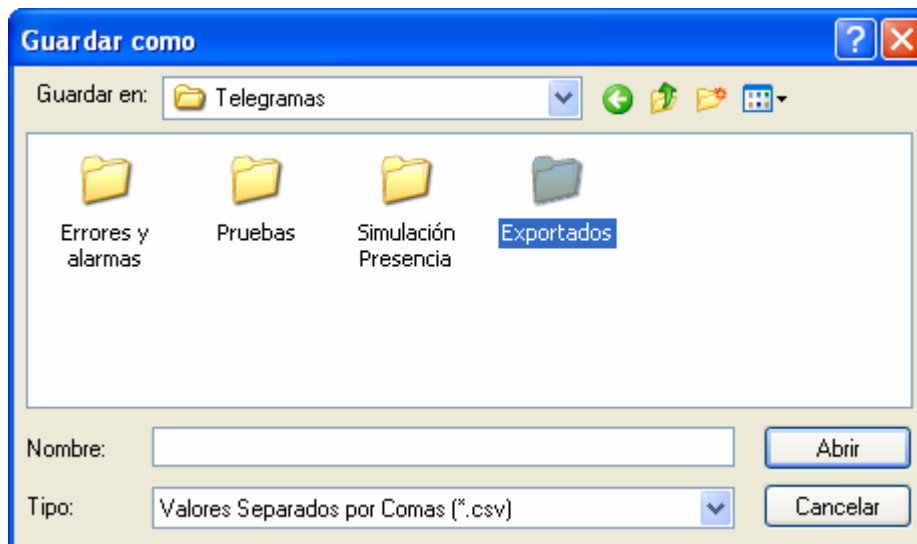 Guardar como
Guardar en: Telegramas
Errores y alarmas
Pruebas
Simulación Presencia
Exportados
Nombre:
Abrir
Tipo: Valores Separados por Comas (*.csv)
Cancelar